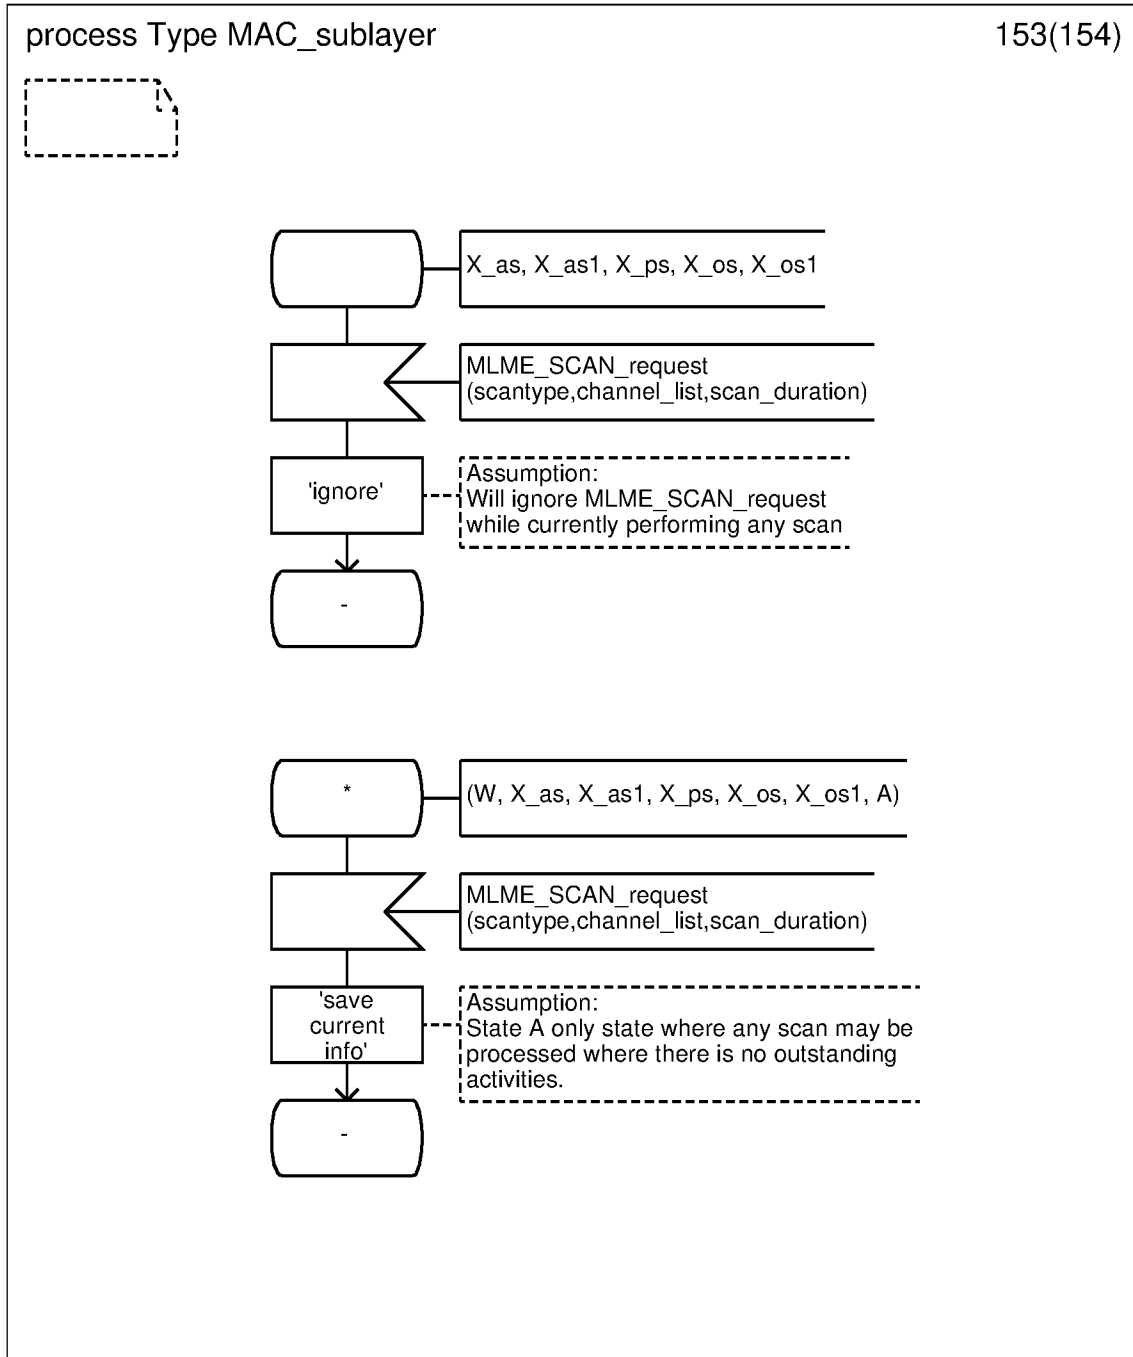 process Type MAC_sublayer
153(154)
X_as, X_as1, X_ps, X_os, X_os1
MLME_SCAN_request
(scantype,channel_list,scan_duration)
'ignore'
Assumption:
Will ignore MLME_SCAN_request
while currently performing any scan
-
*
(W, X_as, X_as1, X_ps, X_os, X_os1, A)
MLME_SCAN_request
(scantype,channel_list,scan_duration)
'save
current
info'
Assumption:
State A only state where any scan may be
processed where there is no outstanding
activities.
-